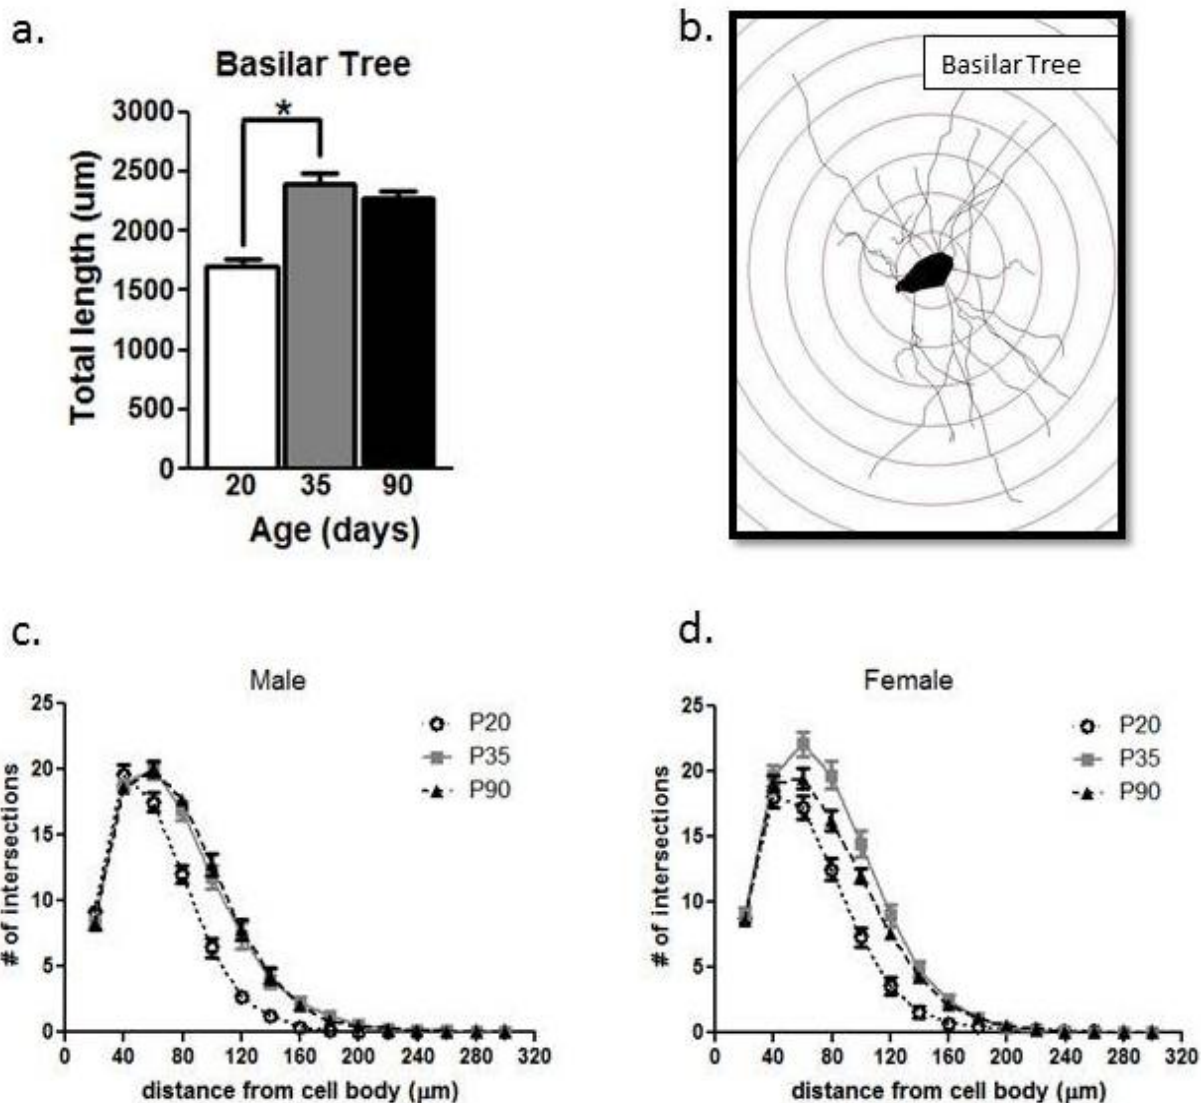 a.
Basilar Tree
*
3000
2500
2000
1500
1000
500
0
Total length (um)
20 35 90
Age (days)
b.
Basilar Tree
c.
Male
25
20
15
10
5
0
# of intersections
P20
P35
P90
0 40 80 120 160 200 240 280 320
distance from cell body (μm)
d.
Female
25
20
15
10
5
0
# of intersections
P20
P35
P90
0 40 80 120 160 200 240 280 320
distance from cell body (μm)